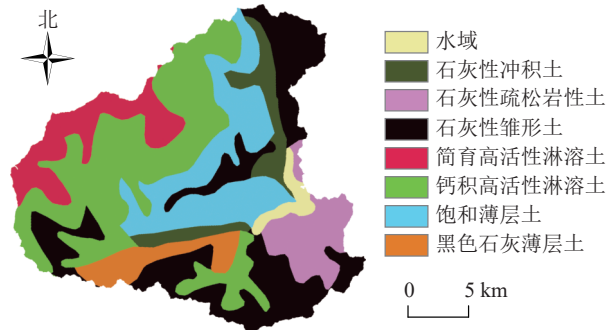 北
水域
石灰性冲积土
石灰性疏松岩性土
石灰性雏形土
简育高活性淋溶土
钙积高活性淋溶土
饱和薄层土
黑色石灰薄层土
0 5 km